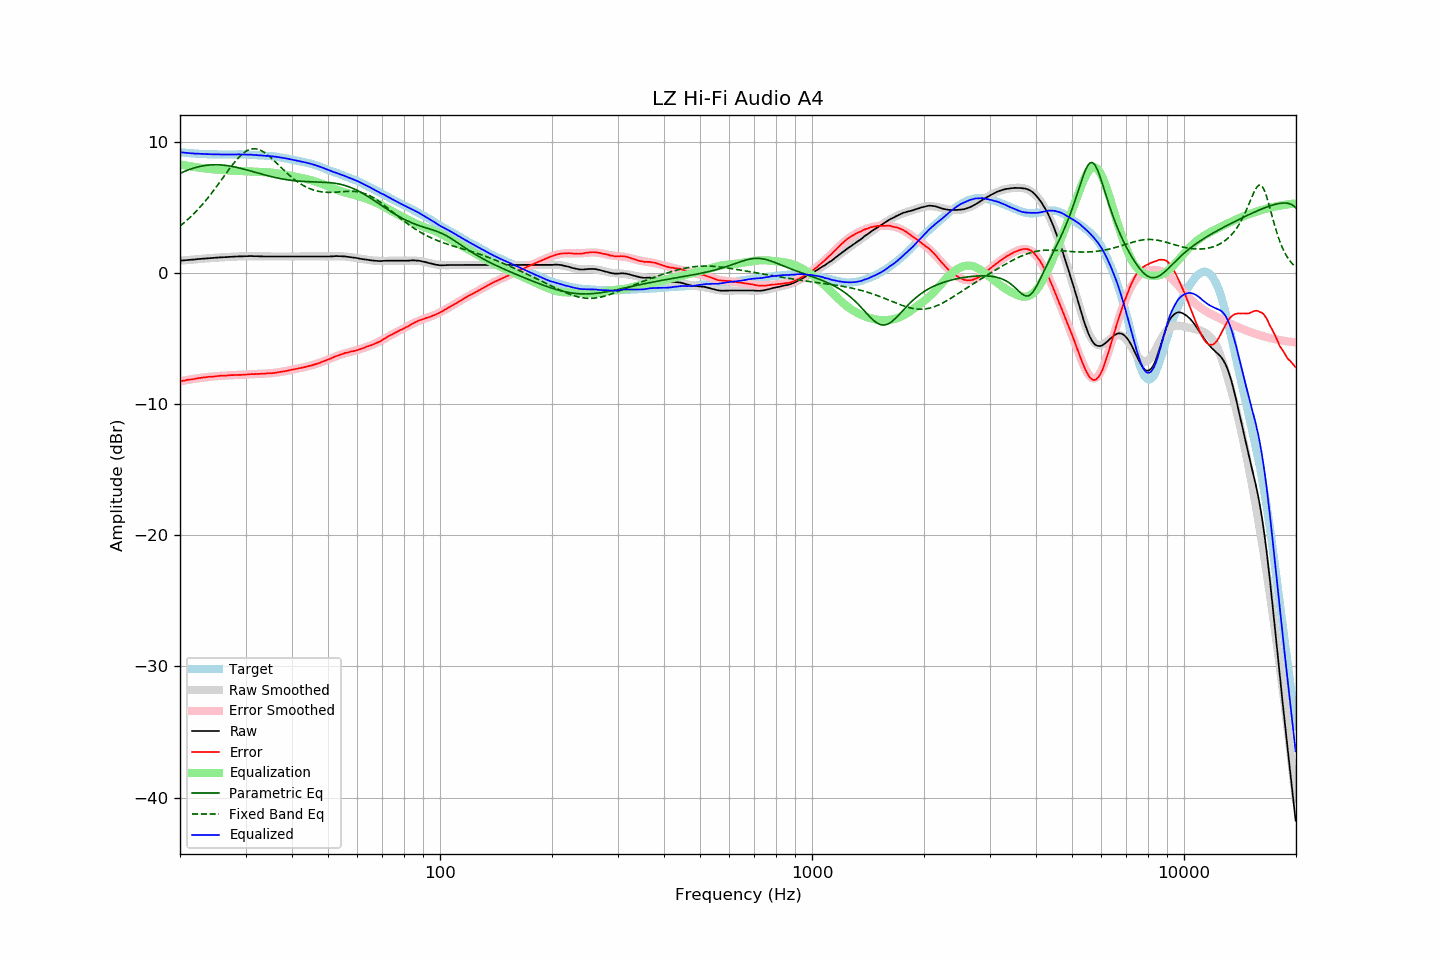 LZ Hi-Fi Audio A4
10
0
−10
−20
−30
−40
Amplitude (dBr)
100
1000
10000
Frequency (Hz)
Target
Raw Smoothed
Error Smoothed
Raw
Error
Equalization
Parametric Eq
Fixed Band Eq
Equalized